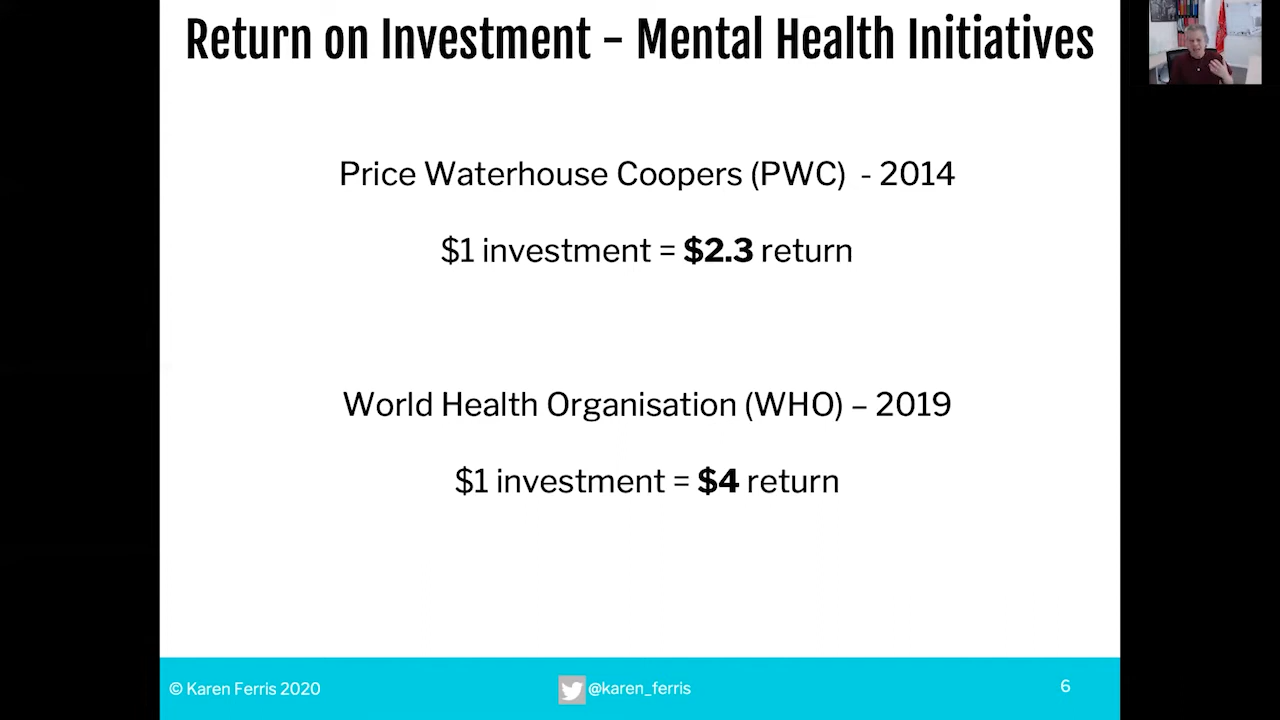 Return on Investment – Mental Health Initiatives
Price Waterhouse Coopers (PWC)  - 2014
$1 investment = $2.3 return
World Health Organisation (WHO) – 2019
$1 investment = $4 return
© Karen Ferris 2020
@karen_ferris
6